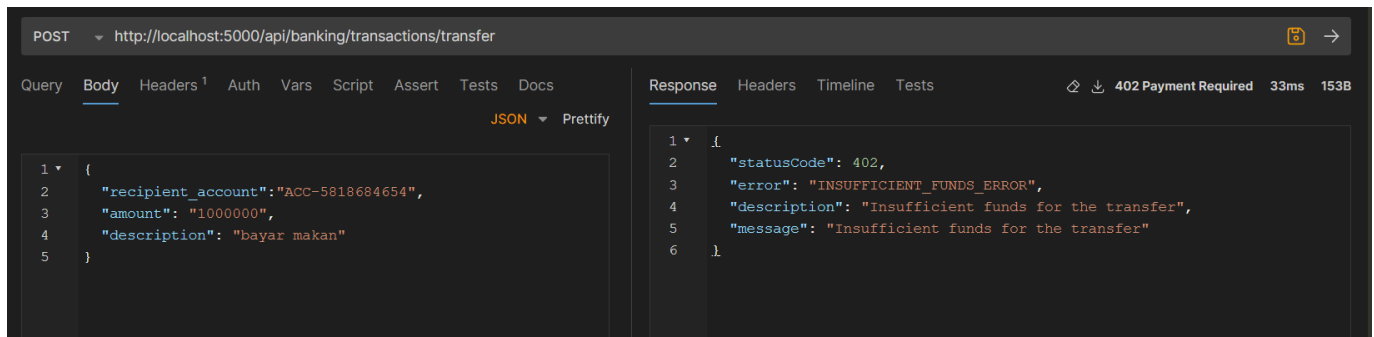 POST http://localhost:5000/api/banking/transactions/transfer
Query Body Headers 1 Auth Vars Script Assert Tests Docs
JSON Prettify
1 {
2 "recipient_account":"ACC-5818684654",
3 "amount": "1000000",
4 "description": "bayar makan"
5 }
Response Headers Timeline Tests 402 Payment Required 33ms 153B
1 {
2 "statusCode": 402,
3 "error": "INSUFFICIENT_FUNDS_ERROR",
4 "description": "Insufficient funds for the transfer",
5 "message": "Insufficient funds for the transfer"
6 }